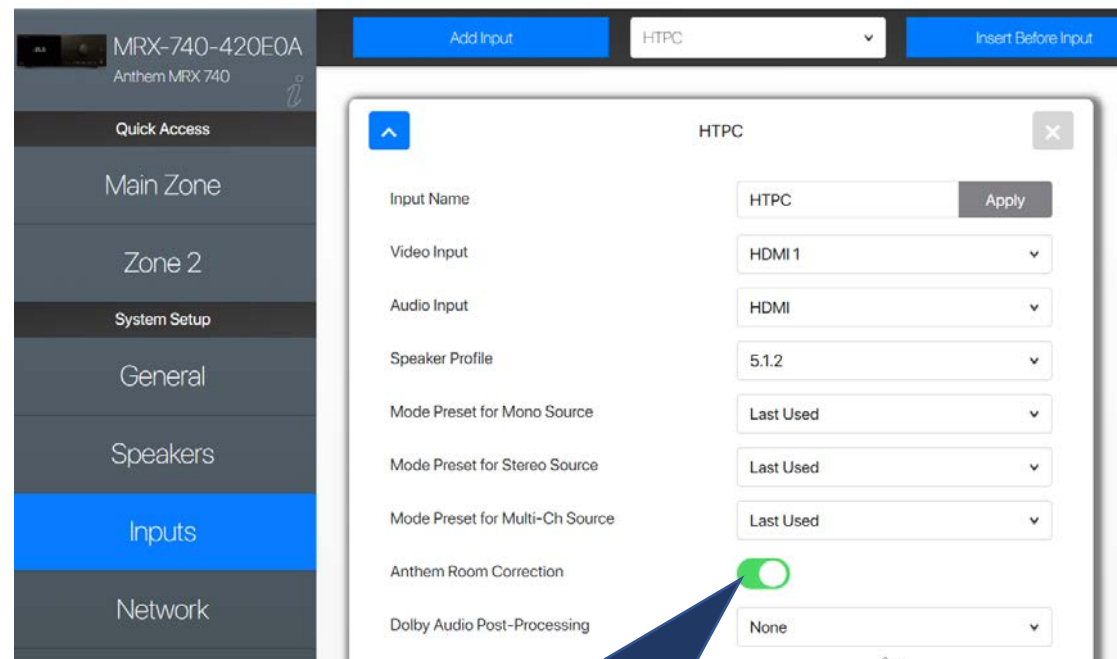 MRX-740-420E0A
Anthem MRX 740
Quick Access
Main Zone
Zone 2
System Setup
General
Speakers
Inputs
Network
Add Input
HTPC
Insert Before Input
HTPC
Input Name
HTPC
Apply
Video Input
HDMI 1
Audio Input
HDMI
Speaker Profile
5.1.2
Mode Preset for Mono Source
Last Used
Mode Preset for Stereo Source
Last Used
Mode Preset for Multi-Ch Source
Last Used
Anthem Room Correction
Dolby Audio Post-Processing
None